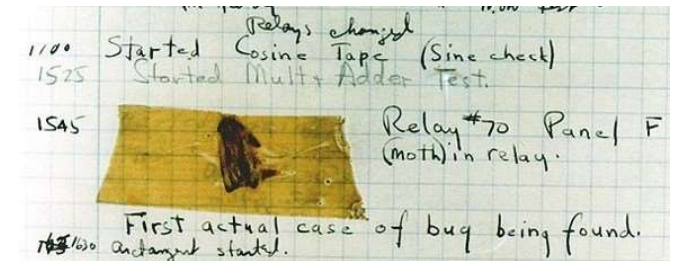 Relays changed
1100 Started Cosine Tape (Sine check)
1525 Started Mult + Adder Test.
1545 Relay #70 Panel F
(moth) in relay.
First actual case of bug being found.
1630 arctangent started.